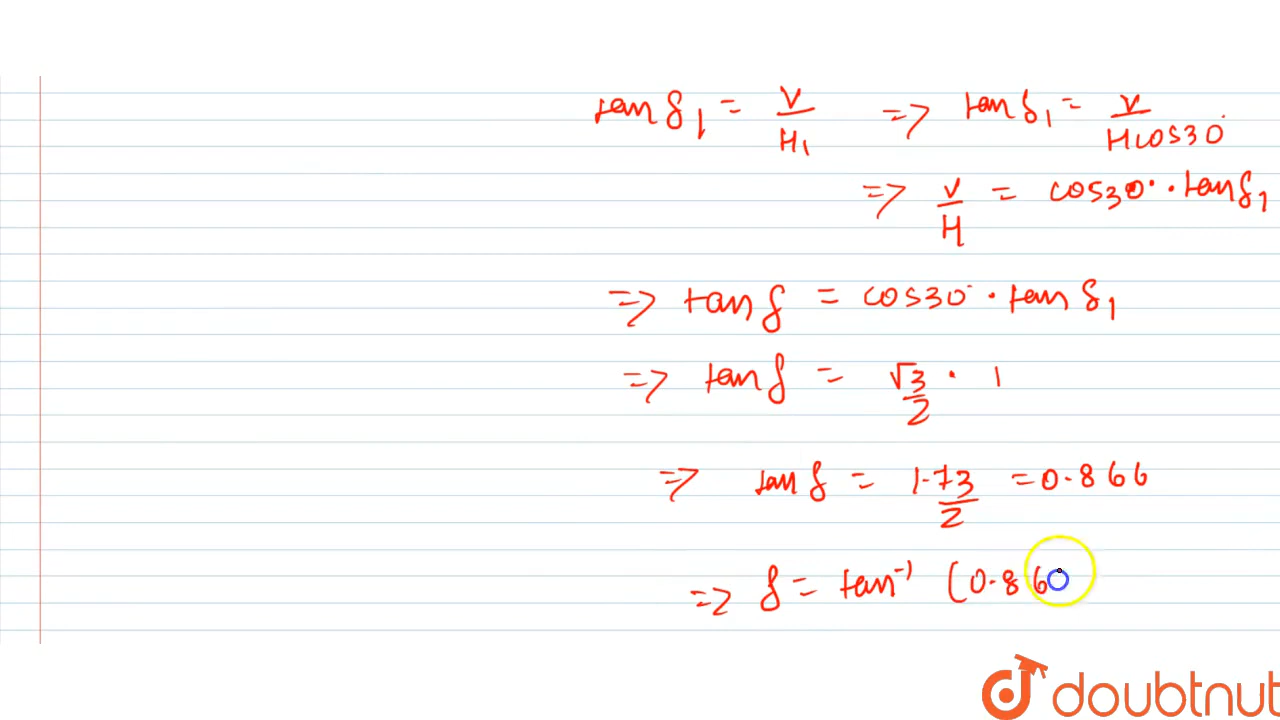 tan δ₁ = V/H₁ => tan δ₁ = V/H cos30°
=> V/H = cos30° · tan δ₁
=> tan δ = cos30° · tan δ₁
=> tan δ = √3/2 · 1
=> tan δ = 1.73/2 = 0.866
=> δ = tan⁻¹ (0.86
doubtnut